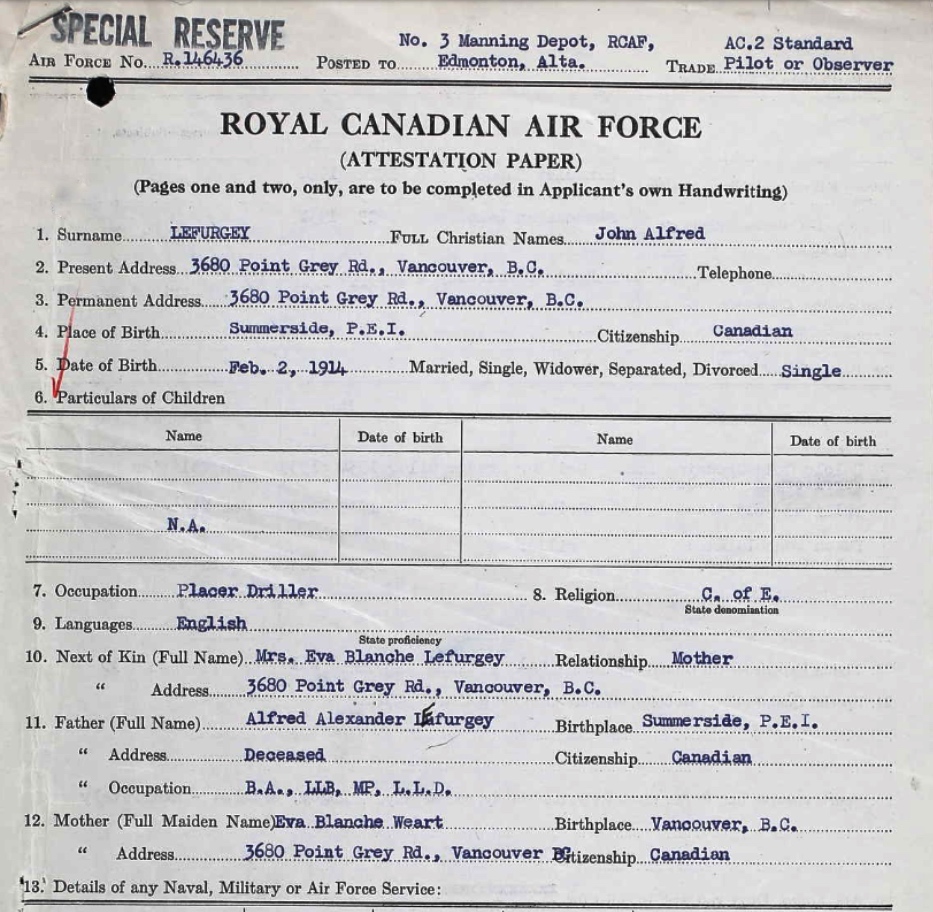 SPECIAL RESERVE
AIR FORCE No. R.146436 POSTED TO No. 3 Manning Depot, RCAF, Edmonton, Alta. TRADE AC.2 Standard Pilot or Observer
ROYAL CANADIAN AIR FORCE
(ATTESTATION PAPER)
(Pages one and two, only, are to be completed in Applicant's own Handwriting)
1. Surname LEFURGEY FULL Christian Names John Alfred
2. Present Address 3680 Point Grey Rd., Vancouver, B.C. Telephone
3. Permanent Address 3680 Point Grey Rd., Vancouver, B.C.
4. Place of Birth Summerside, P.E.I. Citizenship Canadian
5. Date of Birth Feb. 2, 1914 Married, Single, Widower, Separated, Divorced Single
6. Particulars of Children
Name Date of birth Name Date of birth
N.A.
7. Occupation Placer Driller 8. Religion C. of E.
State denomination
9. Languages English
State proficiency
10. Next of Kin (Full Name) Mrs. Eva Blanche Lefurgey Relationship Mother
" Address 3680 Point Grey Rd., Vancouver, B.C.
11. Father (Full Name) Alfred Alexander Lefurgey Birthplace Summerside, P.E.I.
" Address Deceased Citizenship Canadian
" Occupation B.A., LLB, MP, L.L.D.
12. Mother (Full Maiden Name) Eva Blanche Weart Birthplace Vancouver, B.C.
" Address 3680 Point Grey Rd., Vancouver BC Citizenship Canadian
13. Details of any Naval, Military or Air Force Service: